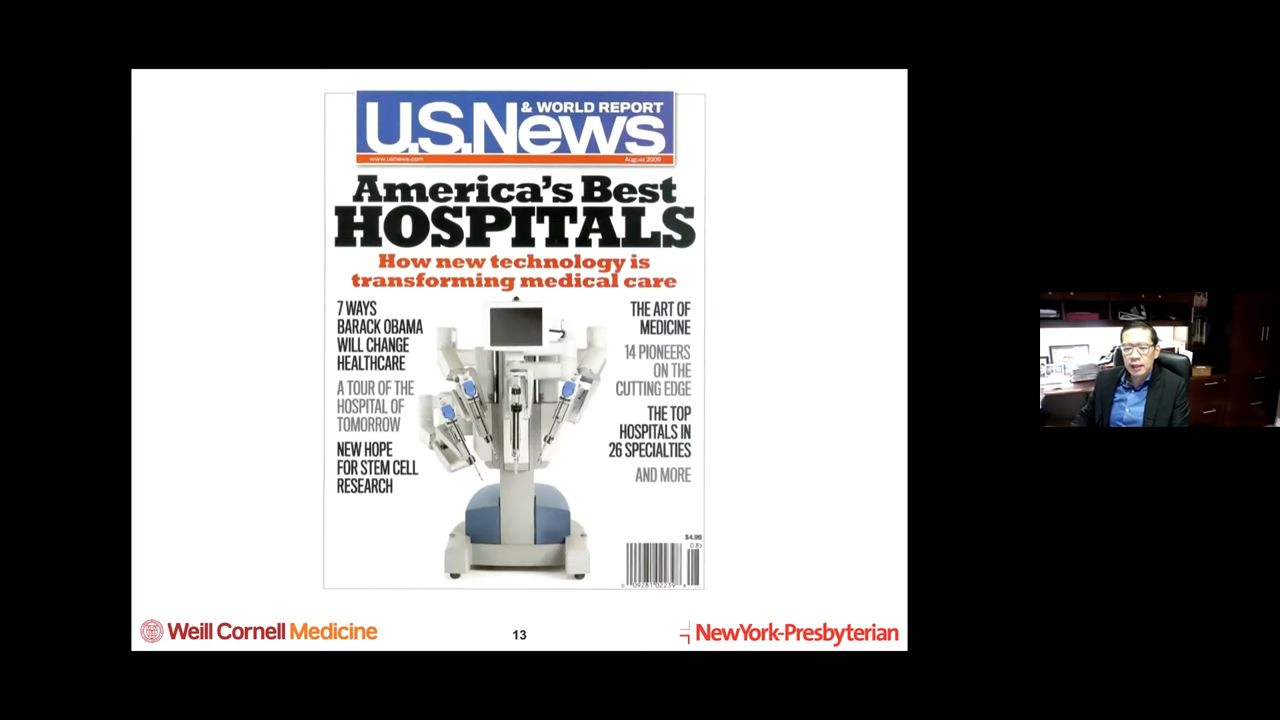 U.S.News
& WORLD REPORT
www.usnews.com
August 2009
America's Best
HOSPITALS
How new technology is
transforming medical care
7 WAYS
BARACK OBAMA
WILL CHANGE
HEALTHCARE
A TOUR OF THE
HOSPITAL OF
TOMORROW
NEW HOPE
FOR STEM CELL
RESEARCH
THE ART OF
MEDICINE
14 PIONEERS
ON THE
CUTTING EDGE
THE TOP
HOSPITALS IN
26 SPECIALTIES
AND MORE
$4.99
Weill Cornell Medicine
13
NewYork-Presbyterian